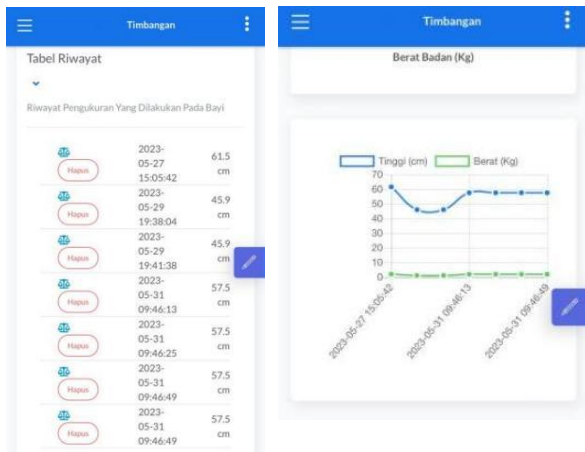 Timbangan
Tabel Riwayat
Riwayat Pengukuran Yang Dilakukan Pada Bayi
Hapus
2023-
05-27
15:05:42
61.5
cm
Hapus
2023-
05-29
19:38:04
45.9
cm
Hapus
2023-
05-29
19:41:38
45.9
cm
Hapus
2023-
05-31
09:46:13
57.5
cm
Hapus
2023-
05-31
09:46:25
57.5
cm
Hapus
2023-
05-31
09:46:49
57.5
cm
Hapus
2023-
05-31
09:46:49
57.5
cm
Timbangan
Berat Badan (Kg)
Tinggi (cm) Berat (Kg)
70
60
50
40
30
20
10
0
2023-05-27 15:05:42
2023-05-31 09:46:13
2023-05-31 09:46:49